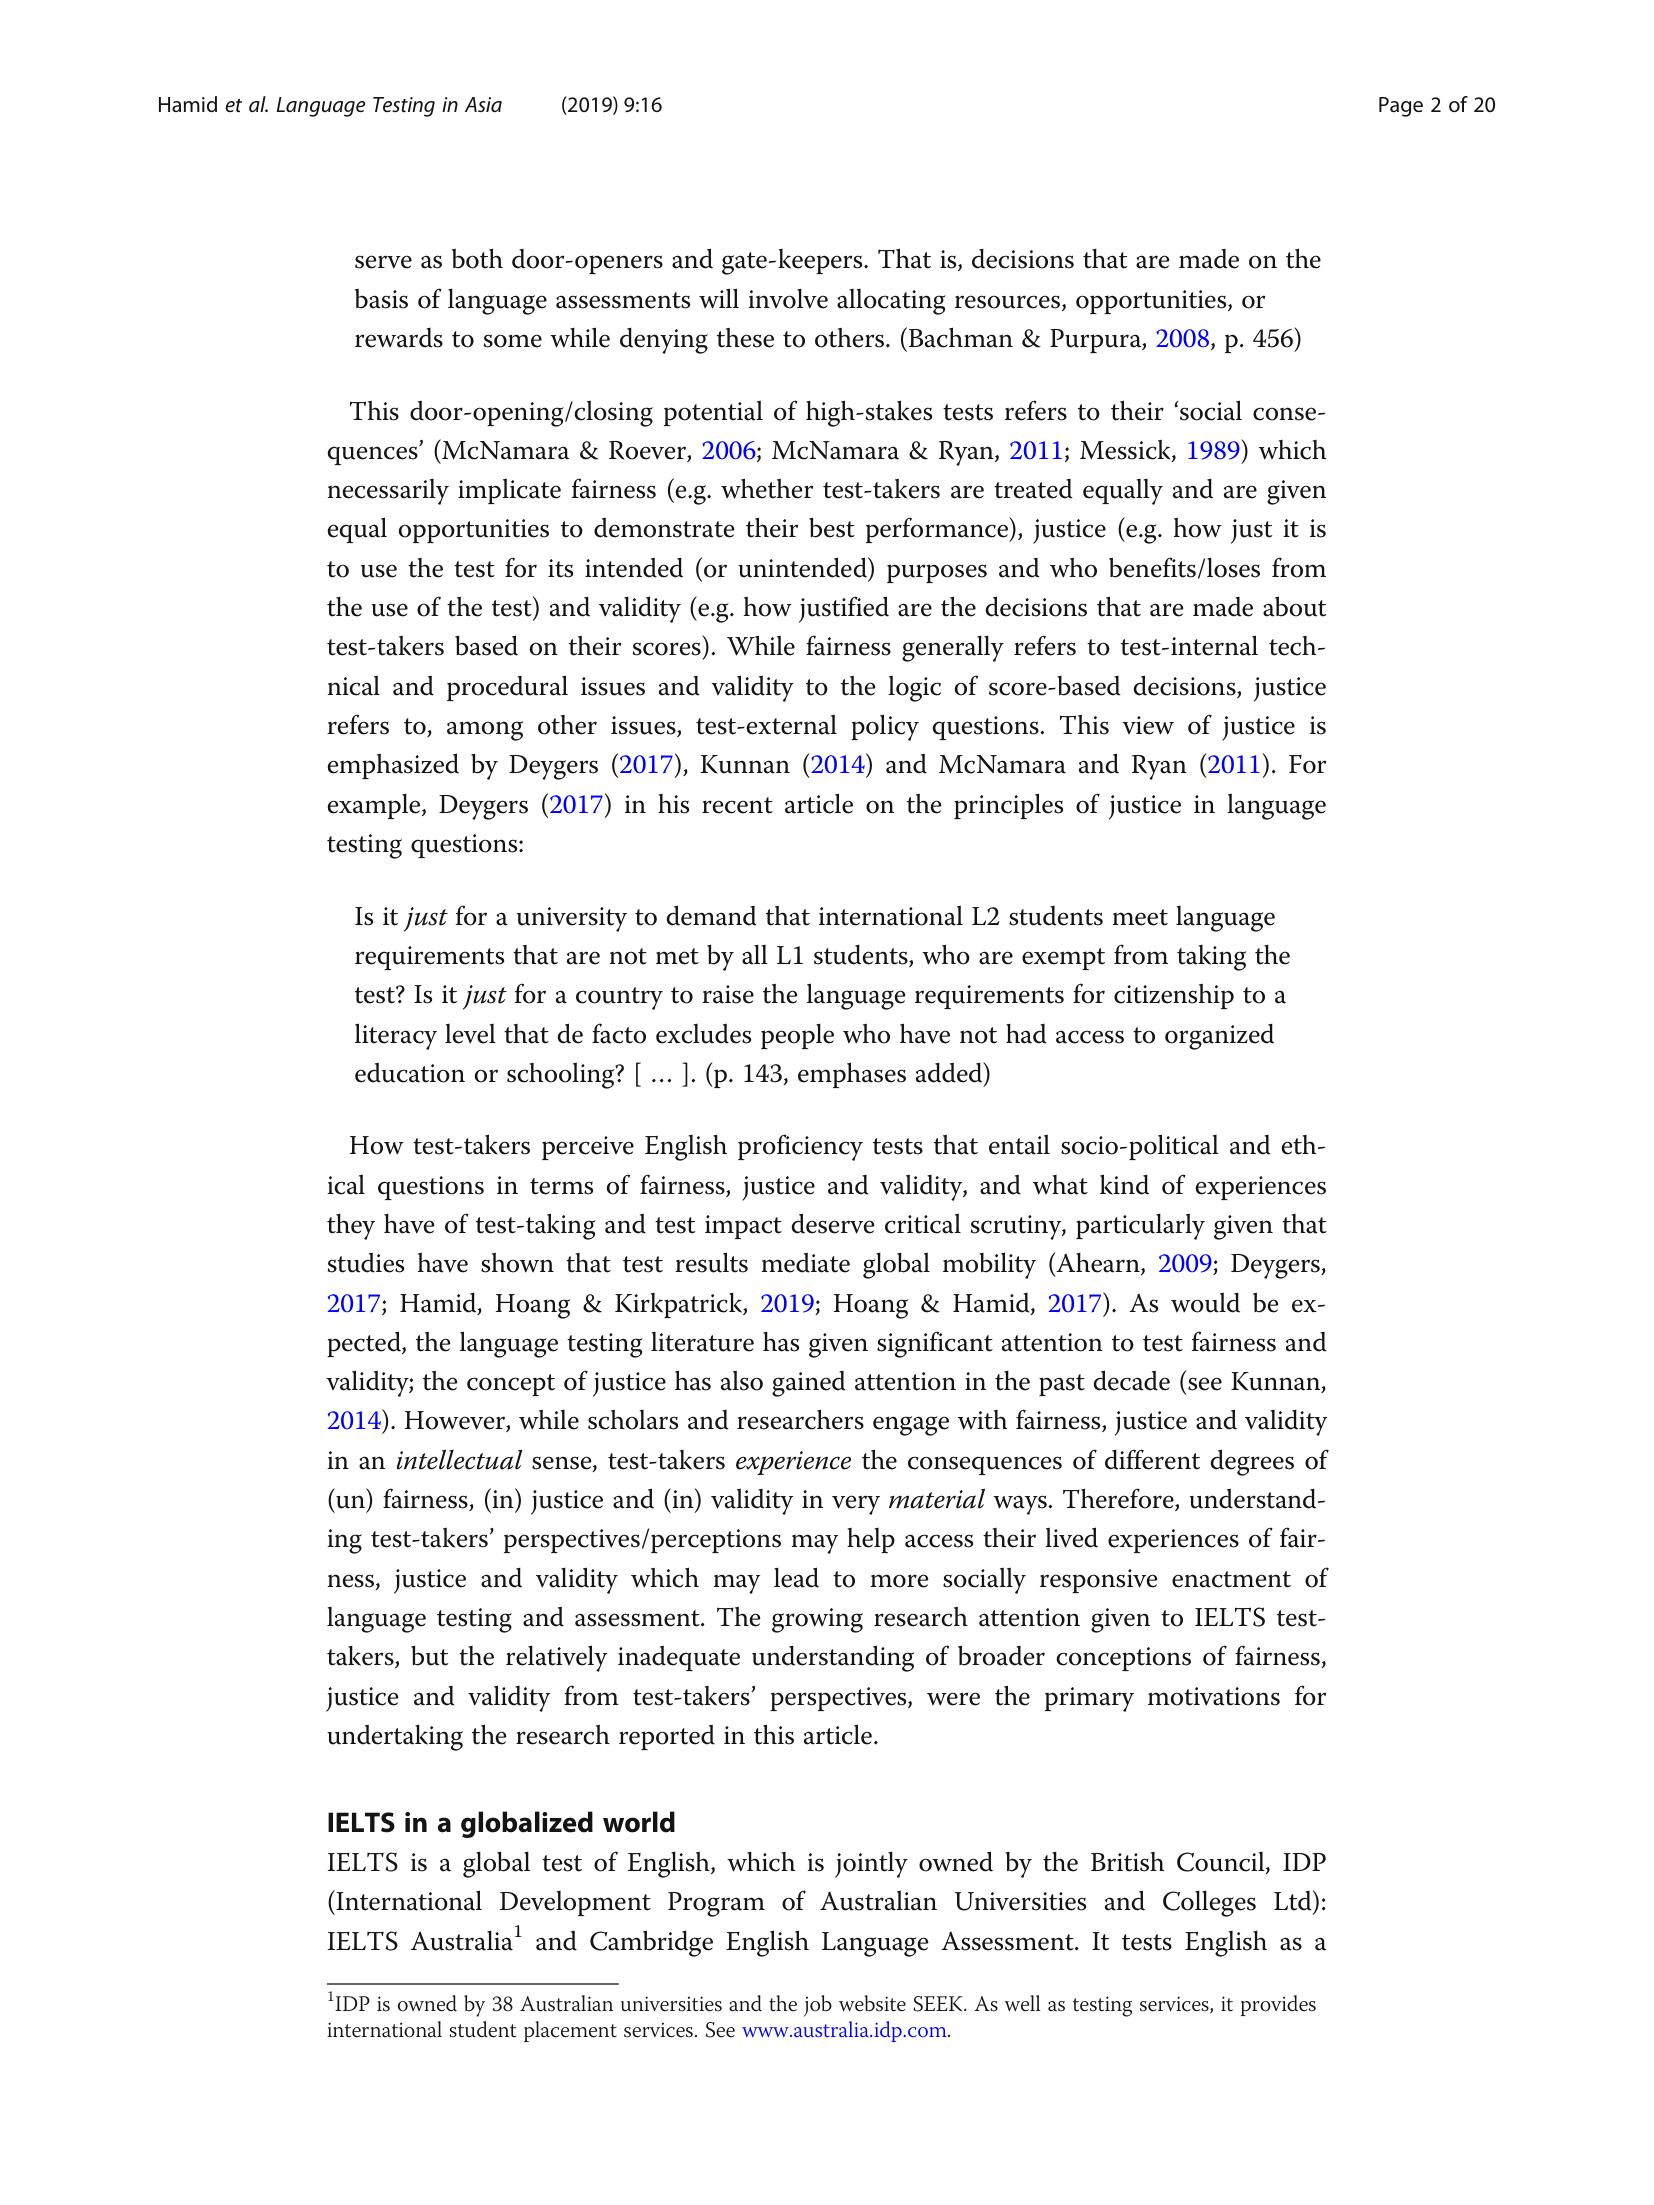 Hamid et al. Language Testing in Asia (2019) 9:16 Page 2 of 20
serve as both door-openers and gate-keepers. That is, decisions that are made on the
basis of language assessments will involve allocating resources, opportunities, or
rewards to some while denying these to others. (Bachman & Purpura, 2008, p. 456)
This door-opening/closing potential of high-stakes tests refers to their ‘social conse-
quences’ (McNamara & Roever, 2006; McNamara & Ryan, 2011; Messick, 1989) which
necessarily implicate fairness (e.g. whether test-takers are treated equally and are given
equal opportunities to demonstrate their best performance), justice (e.g. how just it is
to use the test for its intended (or unintended) purposes and who benefits/loses from
the use of the test) and validity (e.g. how justified are the decisions that are made about
test-takers based on their scores). While fairness generally refers to test-internal tech-
nical and procedural issues and validity to the logic of score-based decisions, justice
refers to, among other issues, test-external policy questions. This view of justice is
emphasized by Deygers (2017), Kunnan (2014) and McNamara and Ryan (2011). For
example, Deygers (2017) in his recent article on the principles of justice in language
testing questions:
Is it just for a university to demand that international L2 students meet language
requirements that are not met by all L1 students, who are exempt from taking the
test? Is it just for a country to raise the language requirements for citizenship to a
literacy level that de facto excludes people who have not had access to organized
education or schooling? [ … ]. (p. 143, emphases added)
How test-takers perceive English proficiency tests that entail socio-political and eth-
ical questions in terms of fairness, justice and validity, and what kind of experiences
they have of test-taking and test impact deserve critical scrutiny, particularly given that
studies have shown that test results mediate global mobility (Ahearn, 2009; Deygers,
2017; Hamid, Hoang & Kirkpatrick, 2019; Hoang & Hamid, 2017). As would be ex-
pected, the language testing literature has given significant attention to test fairness and
validity; the concept of justice has also gained attention in the past decade (see Kunnan,
2014). However, while scholars and researchers engage with fairness, justice and validity
in an intellectual sense, test-takers experience the consequences of different degrees of
(un) fairness, (in) justice and (in) validity in very material ways. Therefore, understand-
ing test-takers’ perspectives/perceptions may help access their lived experiences of fair-
ness, justice and validity which may lead to more socially responsive enactment of
language testing and assessment. The growing research attention given to IELTS test-
takers, but the relatively inadequate understanding of broader conceptions of fairness,
justice and validity from test-takers’ perspectives, were the primary motivations for
undertaking the research reported in this article.
IELTS in a globalized world
IELTS is a global test of English, which is jointly owned by the British Council, IDP
(International Development Program of Australian Universities and Colleges Ltd):
IELTS Australia1 and Cambridge English Language Assessment. It tests English as a
1IDP is owned by 38 Australian universities and the job website SEEK. As well as testing services, it provides
international student placement services. See www.australia.idp.com.